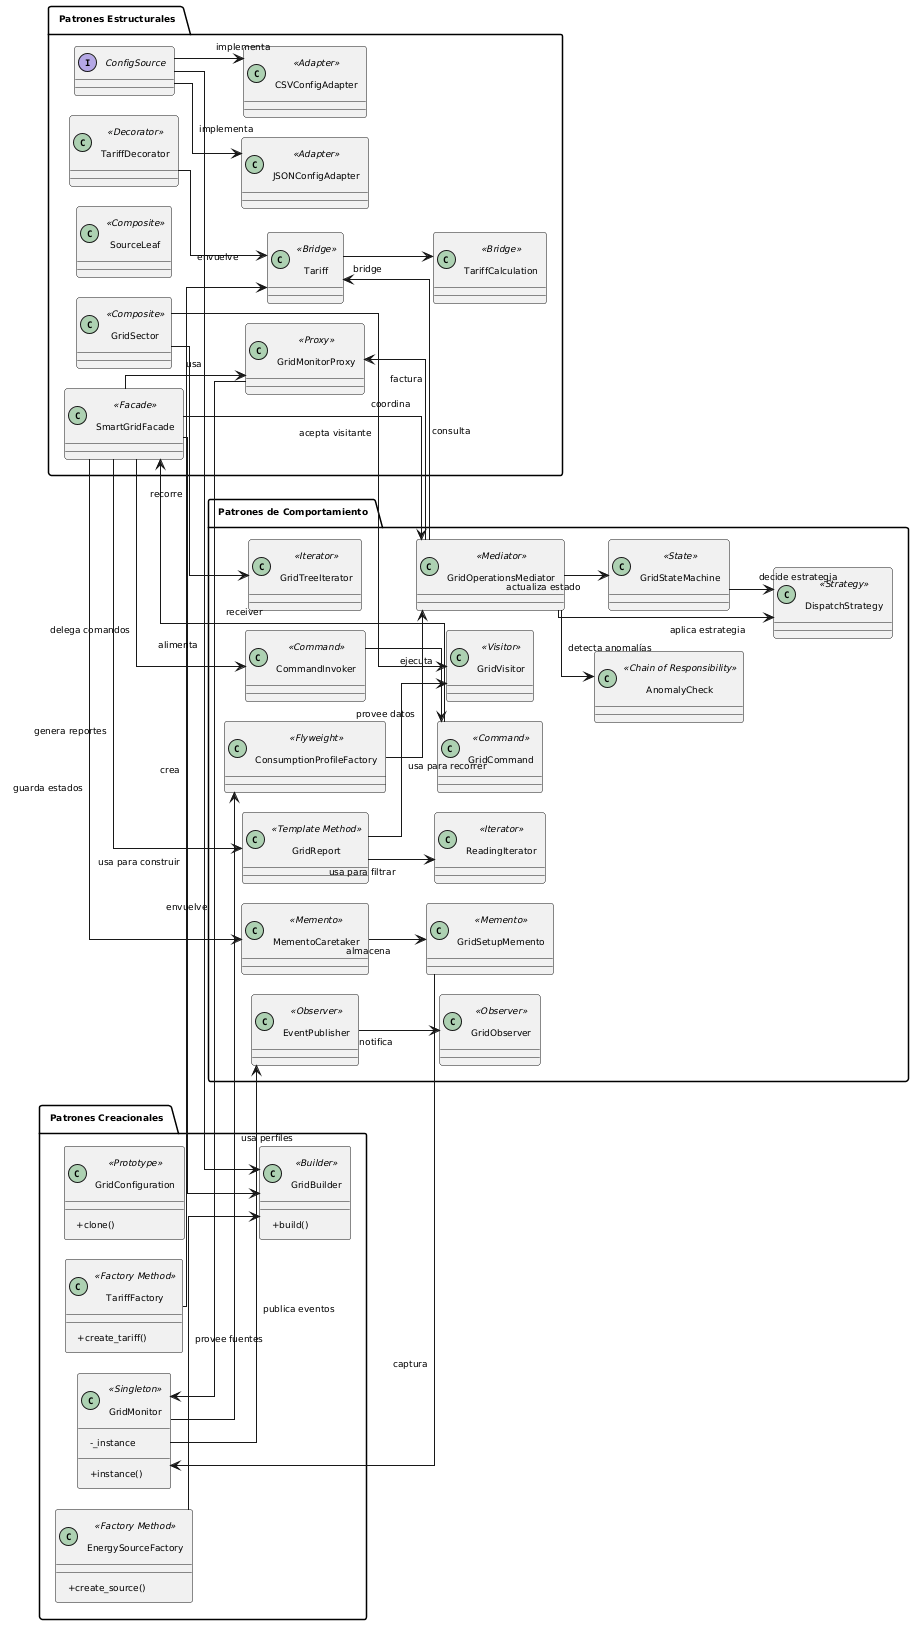 Patrones Estructurales
implementa
I
ConfigSource
«Adapter»
C
CSVConfigAdapter
«Decorator»
C
TariffDecorator
implementa
«Adapter»
C
JSONConfigAdapter
«Composite»
C
SourceLeaf
«Bridge»
C
Tariff
«Bridge»
C
TariffCalculation
envuelve
bridge
«Composite»
C
GridSector
«Proxy»
C
GridMonitorProxy
usa
factura
«Facade»
C
SmartGridFacade
coordina
acepta visitante
consulta
recorre
Patrones de Comportamiento
«Iterator»
C
GridTreeIterator
«Mediator»
C
GridOperationsMediator
«State»
C
GridStateMachine
decide estrategia
«Strategy»
C
DispatchStrategy
actualiza estado
receiver
delega comandos
aplica estrategia
alimenta
«Command»
C
CommandInvoker
ejecuta
«Visitor»
C
GridVisitor
detecta anomalías
«Chain of Responsibility»
C
AnomalyCheck
provee datos
genera reportes
«Flyweight»
C
ConsumptionProfileFactory
«Command»
C
GridCommand
usa para recorrer
crea
guarda estados
«Template Method»
C
GridReport
«Iterator»
C
ReadingIterator
usa para construir
usa para filtrar
envuelve
«Memento»
C
MementoCaretaker
almacena
«Memento»
C
GridSetupMemento
«Observer»
C
EventPublisher
notifica
«Observer»
C
GridObserver
Patrones Creacionales
usa perfiles
«Prototype»
C
GridConfiguration
+clone()
«Builder»
C
GridBuilder
+build()
«Factory Method»
C
TariffFactory
+create_tariff()
publica eventos
provee fuentes
captura
«Singleton»
C
GridMonitor
-_instance
+instance()
«Factory Method»
C
EnergySourceFactory
+create_source()